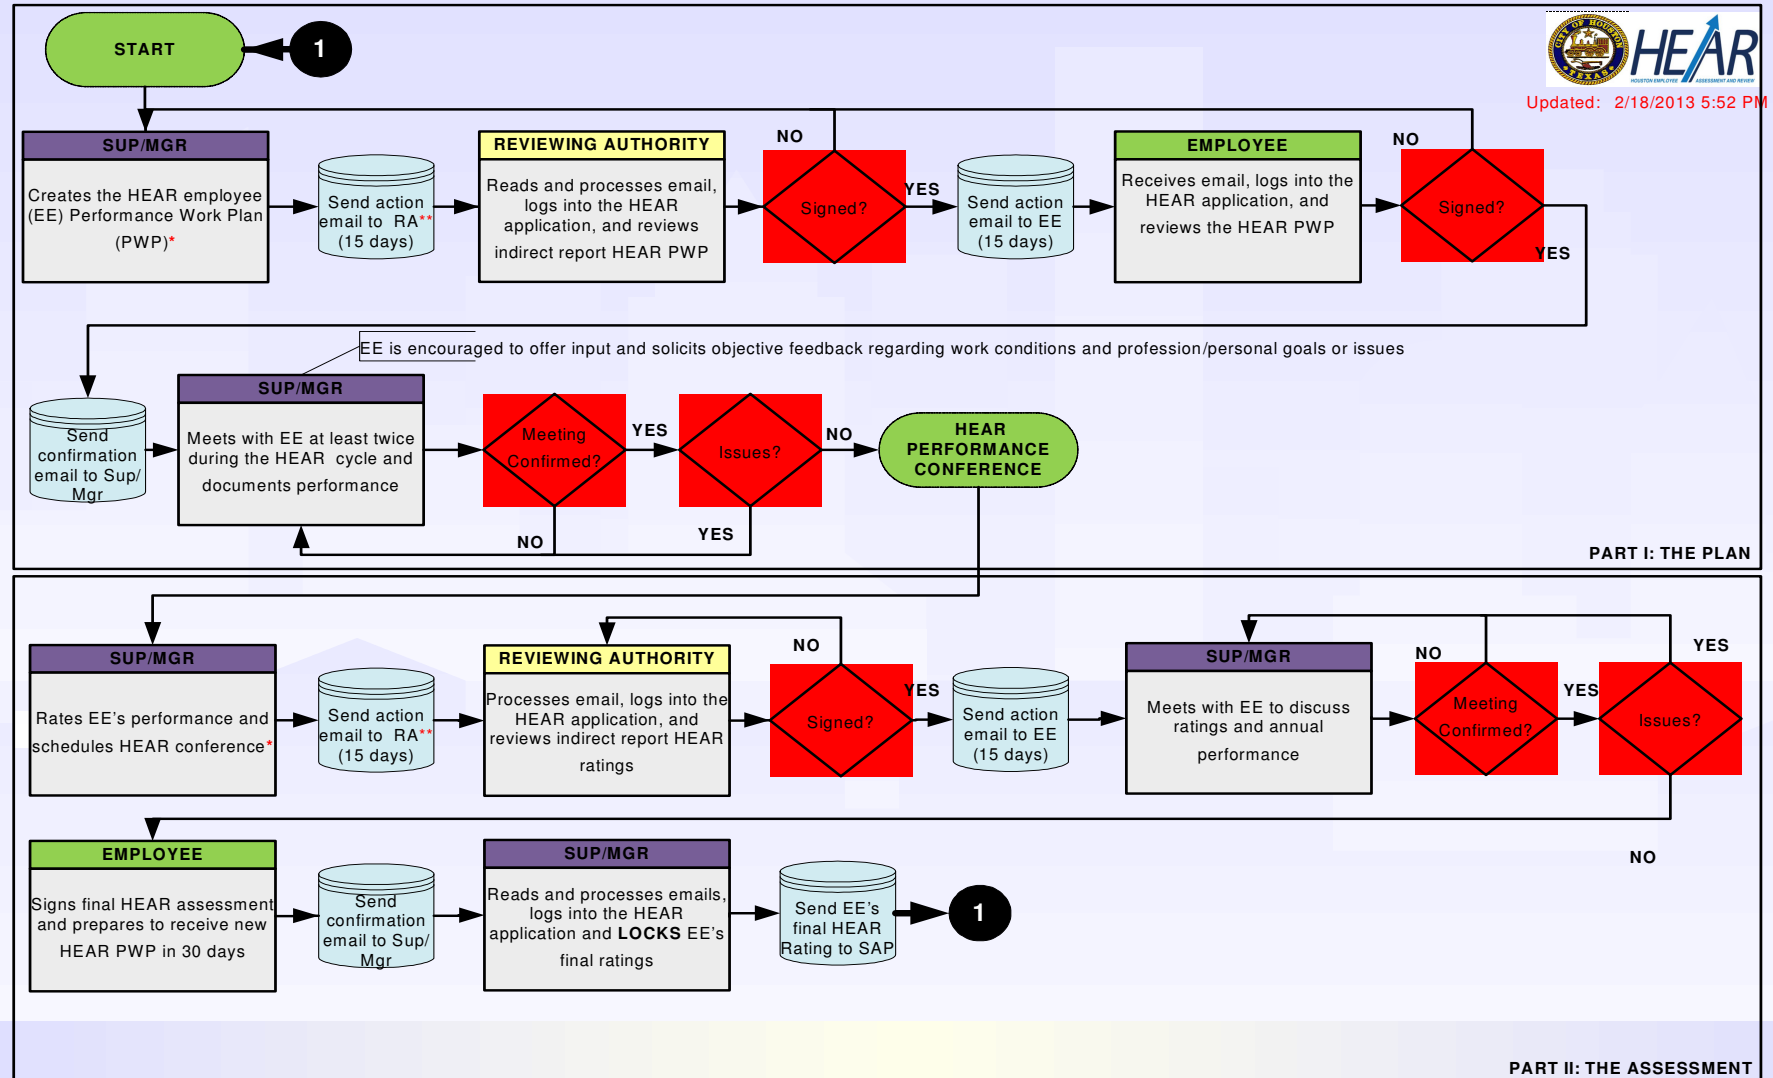 START
1
CITY OF HOUSTON
TEXAS
HEAR
HOUSTON EMPLOYEE ASSESSMENT AND REVIEW
Updated: 2/18/2013 5:52 PM
SUP/MGR
Creates the HEAR employee
(EE) Performance Work Plan
(PWP)*
Send action
email to RA**
(15 days)
REVIEWING AUTHORITY
Reads and processes email,
logs into the HEAR
application, and reviews
indirect report HEAR PWP
Signed?
NO
YES
Send action
email to EE
(15 days)
EMPLOYEE
Receives email, logs into the
HEAR application, and
reviews the HEAR PWP
Signed?
NO
YES
EE is encouraged to offer input and solicits objective feedback regarding work conditions and profession/personal goals or issues
Send
confirmation
email to Sup/
Mgr
SUP/MGR
Meets with EE at least twice
during the HEAR cycle and
documents performance
Meeting
Confirmed?
YES
NO
Issues?
NO
YES
HEAR
PERFORMANCE
CONFERENCE
PART I: THE PLAN
SUP/MGR
Rates EE's performance and
schedules HEAR conference*
Send action
email to RA**
(15 days)
REVIEWING AUTHORITY
Processes email, logs into the
HEAR application, and
reviews indirect report HEAR
ratings
Signed?
NO
YES
Send action
email to EE
(15 days)
SUP/MGR
Meets with EE to discuss
ratings and annual
performance
Meeting
Confirmed?
NO
YES
Issues?
YES
NO
EMPLOYEE
Signs final HEAR assessment
and prepares to receive new
HEAR PWP in 30 days
Send
confirmation
email to Sup/
Mgr
SUP/MGR
Reads and processes emails,
logs into the HEAR
application and LOCKS EE's
final ratings
Send EE's
final HEAR
Rating to SAP
1
PART II: THE ASSESSMENT